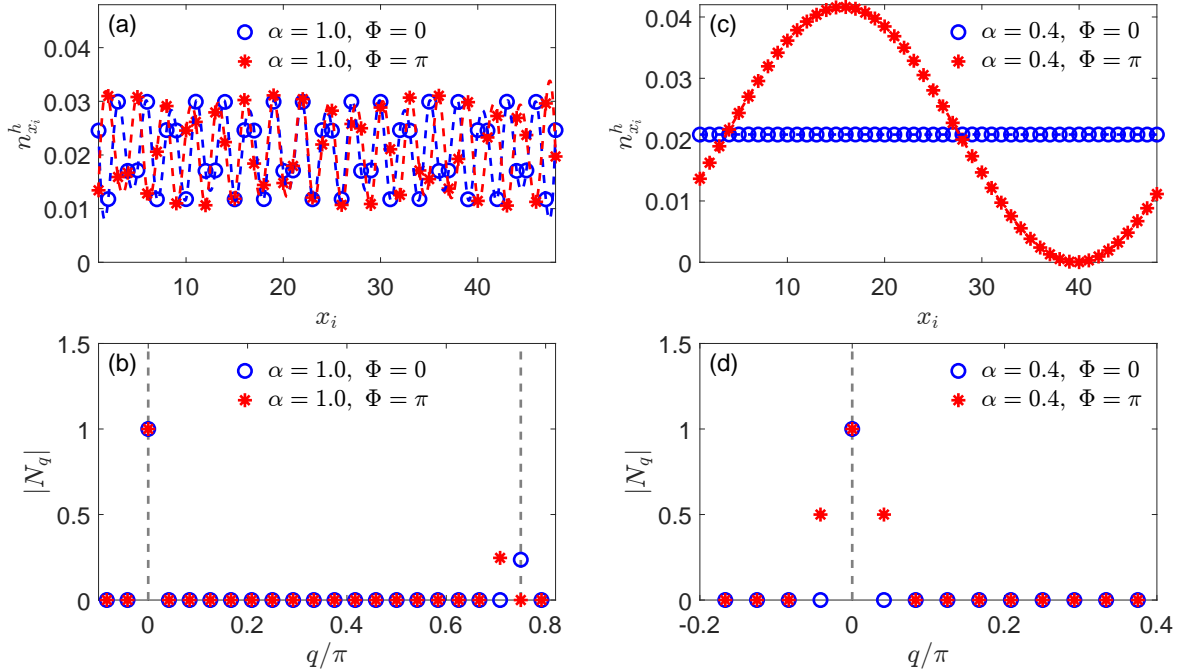 (a)
α = 1.0, Φ = 0
α = 1.0, Φ = π
0.04
0.03
0.02
0.01
0
n^h_{x_i}
10 20 30 40
x_i
(c)
α = 0.4, Φ = 0
α = 0.4, Φ = π
0.04
0.03
0.02
0.01
0
n^h_{x_i}
10 20 30 40
x_i
(b)
α = 1.0, Φ = 0
α = 1.0, Φ = π
1.5
1
0.5
0
|N_q|
0 0.2 0.4 0.6 0.8
q/π
(d)
α = 0.4, Φ = 0
α = 0.4, Φ = π
1.5
1
0.5
0
|N_q|
-0.2 0 0.2 0.4
q/π